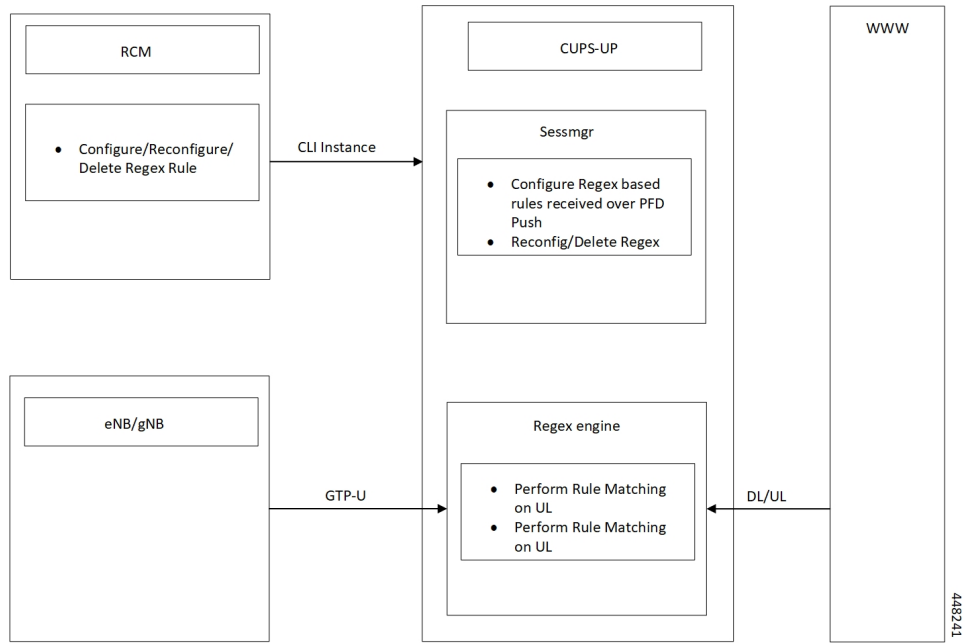 RCM
• Configure/Reconfigure/
Delete Regex Rule
CLI Instance
CUPS-UP
Sessmgr
• Configure Regex based
rules received over PFD
Push
• Reconfig/Delete Regex
WWW
eNB/gNB
GTP-U
Regex engine
• Perform Rule Matching
on UL
• Perform Rule Matching
on UL
DL/UL
448241